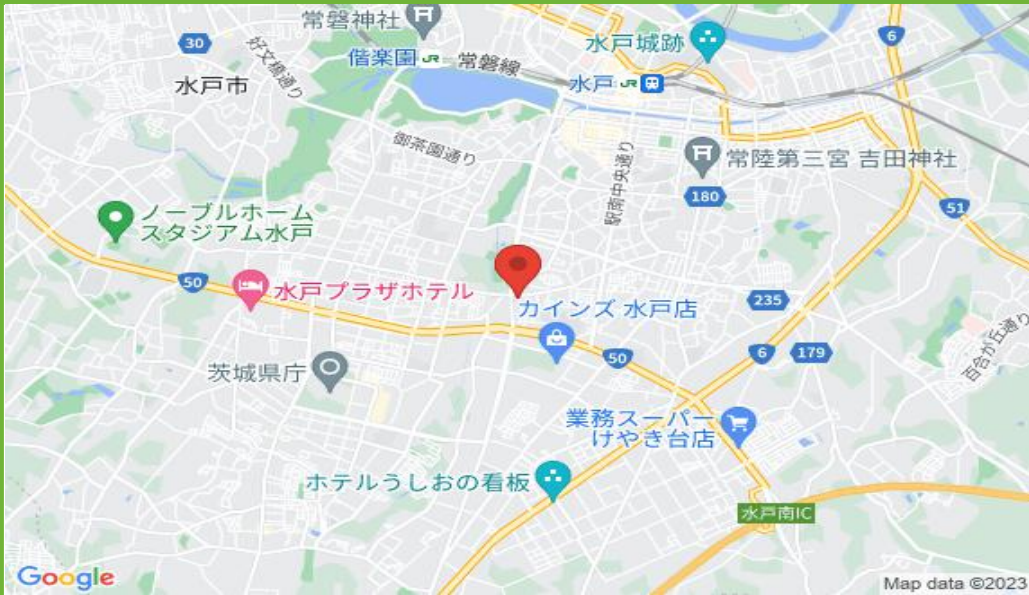 常磐神社
30
好文橋通り
偕楽園
JR
常磐線
水戸城跡
6
水戸市
水戸
JR
御茶園通り
駅南中央通り
常陸第三宮 吉田神社
180
51
ノーブルホーム
スタジアム水戸
50
水戸プラザホテル
カインズ 水戸店
235
50
6
179
百合が丘通り
茨城県庁
業務スーパー
けやき台店
ホテルうしおの看板
水戸南IC
Google
Map data ©2023